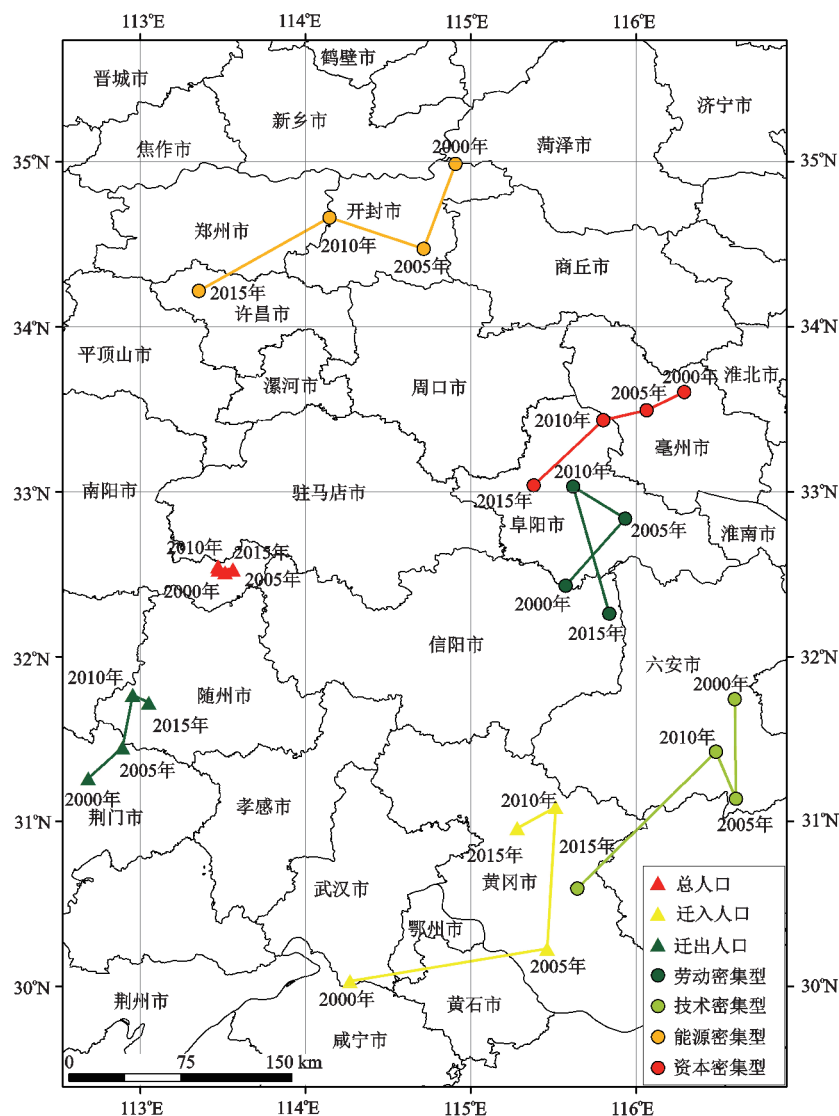 113°E 114°E 115°E 116°E
鹤壁市
晋城市
济宁市
新乡市
焦作市
菏泽市
2000年
35°N 35°N
开封市
郑州市
2010年
2005年
商丘市
2015年
许昌市
34°N 34°N
平顶山市
漯河市
周口市
2000年
淮北市
2005年
2010年
亳州市
2010年
33°N 33°N
南阳市
驻马店市
2015年
阜阳市
2005年
淮南市
2010年 2015年
2000年 2005年
2000年
2015年
信阳市
六安市
32°N 32°N
2010年
随州市
2000年
2015年
2010年
2005年
2000年
荆门市
孝感市
2010年
31°N 31°N
2005年
2015年
2015年
黄冈市
武汉市
鄂州市
2005年
30°N 30°N
2000年
荆州市
黄石市
咸宁市
总人口
迁入人口
迁出人口
劳动密集型
技术密集型
能源密集型
资本密集型
0 75 150 km
113°E 114°E 115°E 116°E